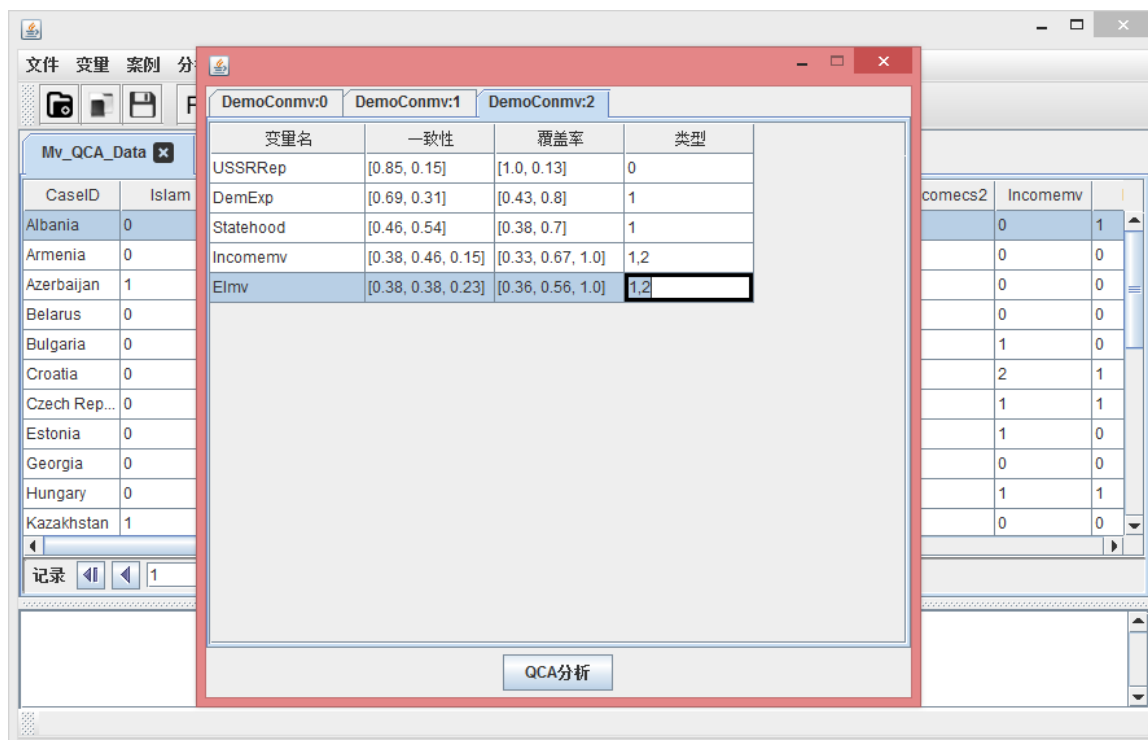 文件 变量 案例 分
F
DemoConmv:0 DemoConmv:1 DemoConmv:2
变量名 一致性 覆盖率 类型
USSRRep [0.85, 0.15] [1.0, 0.13] 0
DemExp [0.69, 0.31] [0.43, 0.8] 1
Statehood [0.46, 0.54] [0.38, 0.7] 1
Incomemv [0.38, 0.46, 0.15] [0.33, 0.67, 1.0] 1,2
Elmv [0.38, 0.38, 0.23] [0.36, 0.56, 1.0] 1,2
QCA分析
Mv_QCA_Data
CaseID Islam comecs2 Incomemv
Albania 0 0 1
Armenia 0 0 0
Azerbaijan 1 0 0
Belarus 0 0 0
Bulgaria 0 1 0
Croatia 0 2 1
Czech Rep... 0 1 1
Estonia 0 1 0
Georgia 0 0 0
Hungary 0 1 1
Kazakhstan 1 0 0
记录 1